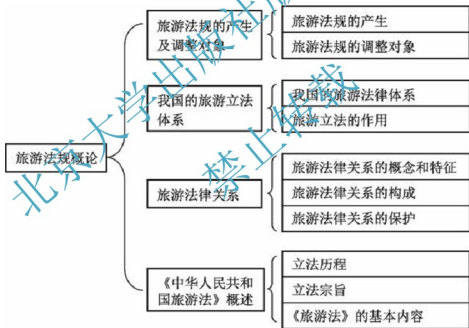 旅游法规概论
旅游法规的产生
及调整对象
旅游法规的产生
旅游法规的调整对象
我国的旅游立法
体系
我国的旅游法律体系
旅游立法的作用
旅游法律关系
旅游法律关系的概念和特征
旅游法律关系的构成
旅游法律关系的保护
《中华人民共和
国旅游法》概述
立法历程
立法宗旨
《旅游法》的基本内容
北京大学出版社版
禁止转载